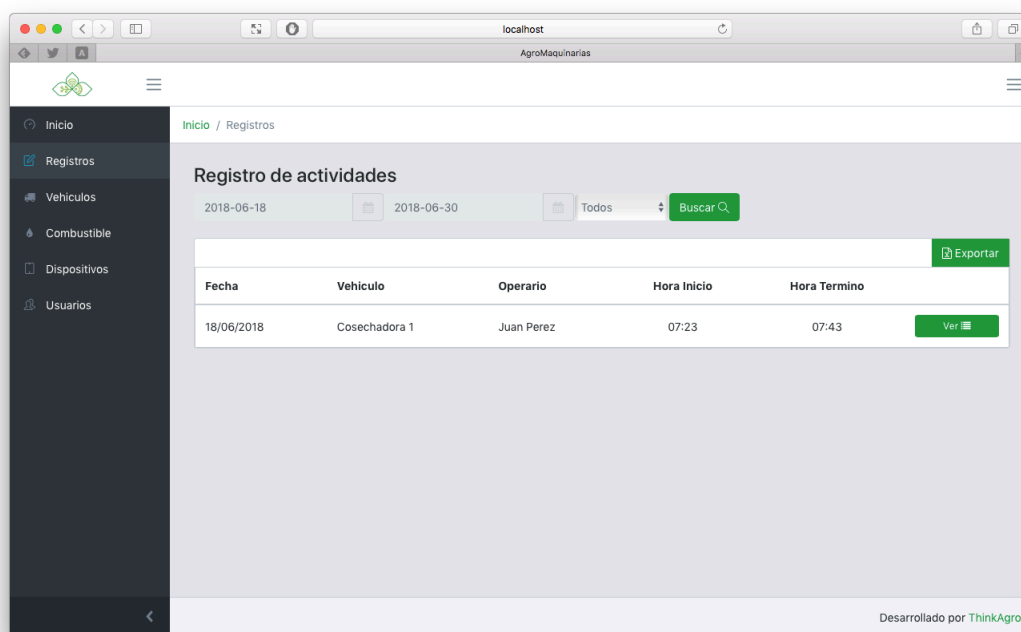 localhost
A
AgroMaquinarias
Inicio
Registros
Vehiculos
Combustible
Dispositivos
Usuarios
Inicio / Registros
Registro de actividades
2018-06-18 2018-06-30 Todos Buscar
Exportar
Fecha Vehiculo Operario Hora Inicio Hora Termino
18/06/2018 Cosechadora 1 Juan Perez 07:23 07:43 Ver
Desarrollado por ThinkAgro